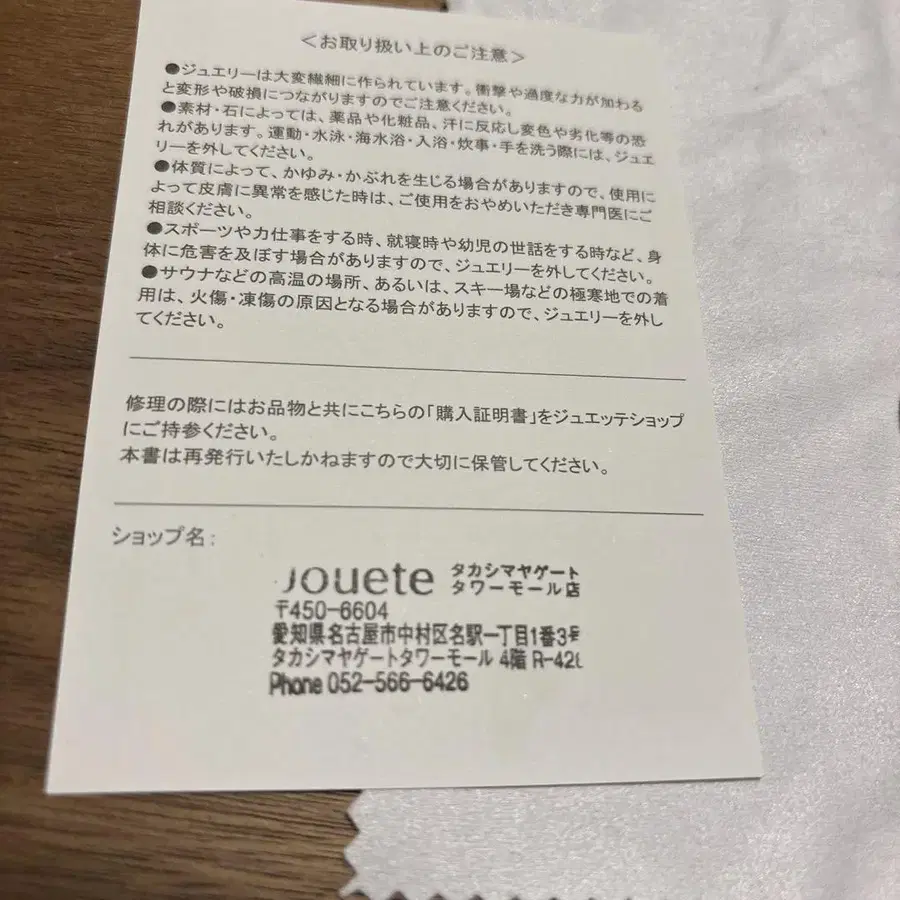 ＜お取り扱い上のご注意＞
●ジュエリーは大変繊細に作られています。衝撃や過度な力が加わる
と変形や破損につながりますのでご注意ください。
●素材・石によっては、薬品や化粧品、汗に反応し変色や劣化等の恐
れがあります。運動・水泳・海水浴・入浴・炊事・手を洗う際には、ジュエ
リーを外してください。
●体質によって、かゆみ・かぶれを生じる場合がありますので、使用に
よって皮膚に異常を感じた時は、ご使用をおやめいただき専門医にご
相談ください。
●スポーツや力仕事をする時、就寝時や幼児の世話をする時など、身
体に危害を及ぼす場合がありますので、ジュエリーを外してください。
●サウナなどの高温の場所、あるいは、スキー場などの極寒地での着
用は、火傷・凍傷の原因となる場合がありますので、ジュエリーを外し
てください。
修理の際にはお品物と共にこちらの「購入証明書」をジュエッテショップ
にご持参ください。
本書は再発行いたしかねますので大切に保管してください。
ショップ名：
jouete タカシマヤゲート
タワーモール店
〒450-6604
愛知県名古屋市中村区名駅一丁目1番3号
タカシマヤゲートタワーモール 4階
Phone 052-566-6426